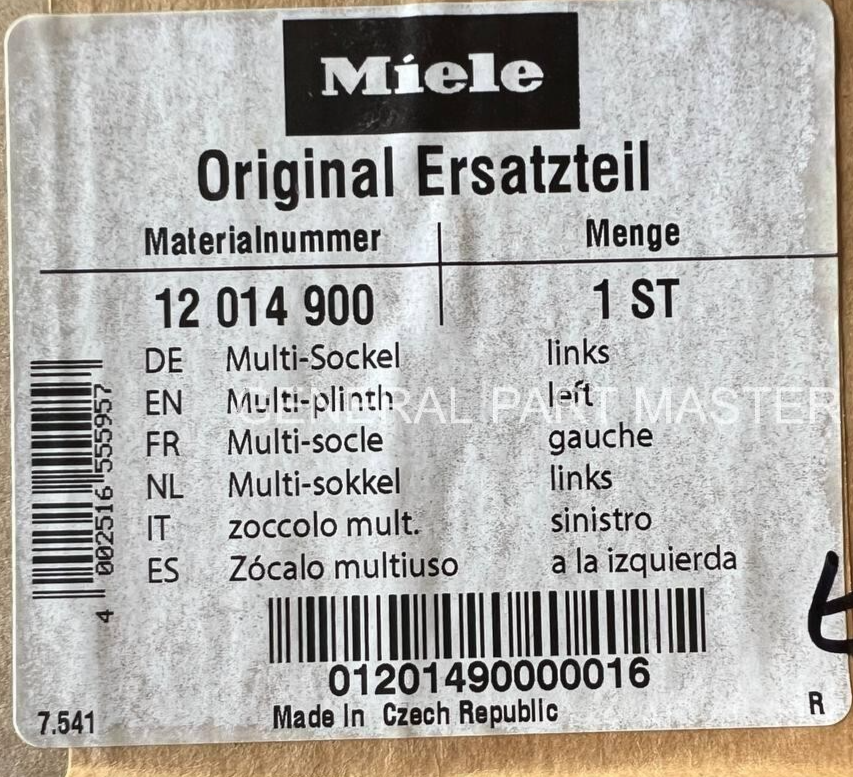 Miele
Original Ersatzteil
Materialnummer Menge
12 014 900 1 ST
DE Multi-Sockel links
EN Multi-plinth left
FR Multi-socle gauche
NL Multi-sokkel links
IT zoccolo mult. sinistro
ES Zócalo multiuso a la izquierda
GENERAL PART MASTER
4 002516 555957
01201490000016
Made In Czech Republic
7.541
R